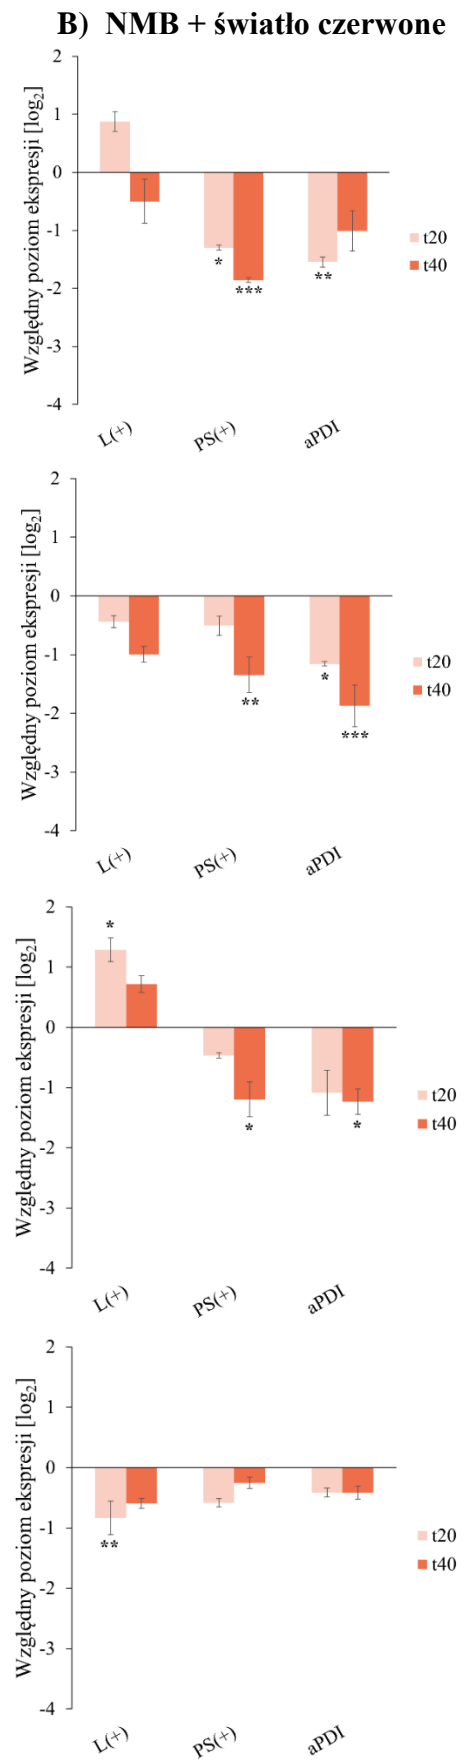 B) NMB + światło czerwone
Względny poziom ekspresji [log2]
2
1
0
-1
-2
-3
-4
*
***
**
t20
t40
L(+)
PS(+)
aPDI
Względny poziom ekspresji [log2]
2
1
0
-1
-2
-3
-4
**
*
***
t20
t40
L(+)
PS(+)
aPDI
Względny poziom ekspresji [log2]
2
1
0
-1
-2
-3
-4
*
*
*
t20
t40
L(+)
PS(+)
aPDI
Względny poziom ekspresji [log2]
2
1
0
-1
-2
-3
-4
**
t20
t40
L(+)
PS(+)
aPDI